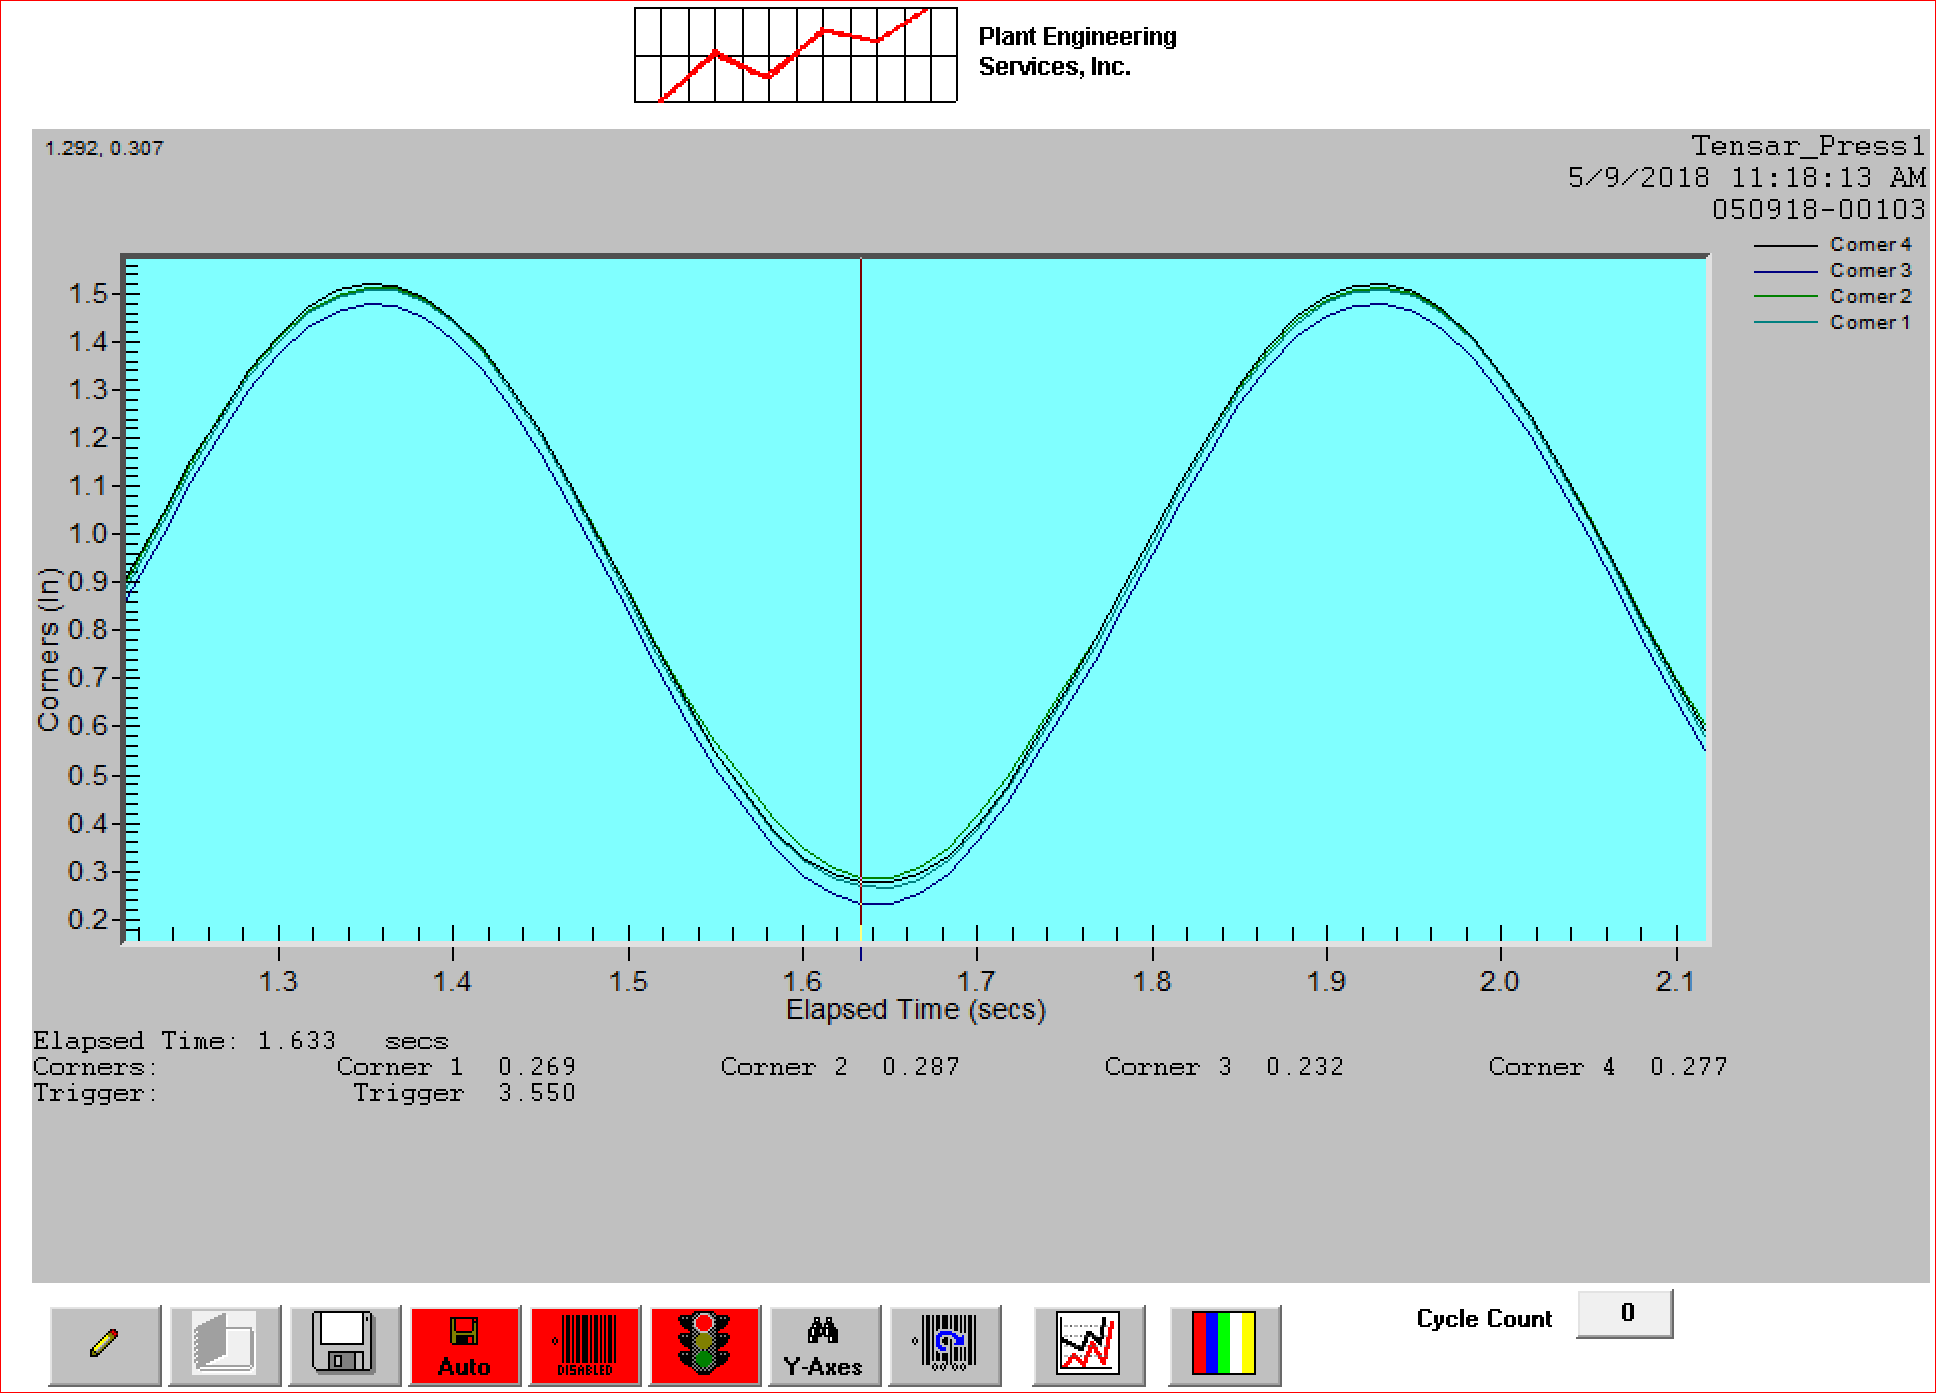 Plant Engineering
Services, Inc.
1.292, 0.307
Tensar_Press1
5/9/2018 11:18:13 AM
050918-00103
Corner 4
Corner 3
Corner 2
Corner 1
Corners (In)
1.5
1.4
1.3
1.2
1.1
1.0
0.9
0.8
0.7
0.6
0.5
0.4
0.3
0.2
1.3 1.4 1.5 1.6 1.7 1.8 1.9 2.0 2.1
Elapsed Time (secs)
Elapsed Time: 1.633 secs
Corners: Corner 1 0.269 Corner 2 0.287 Corner 3 0.232 Corner 4 0.277
Trigger: Trigger 3.550
Auto
DISABLED
Y-Axes
Cycle Count 0